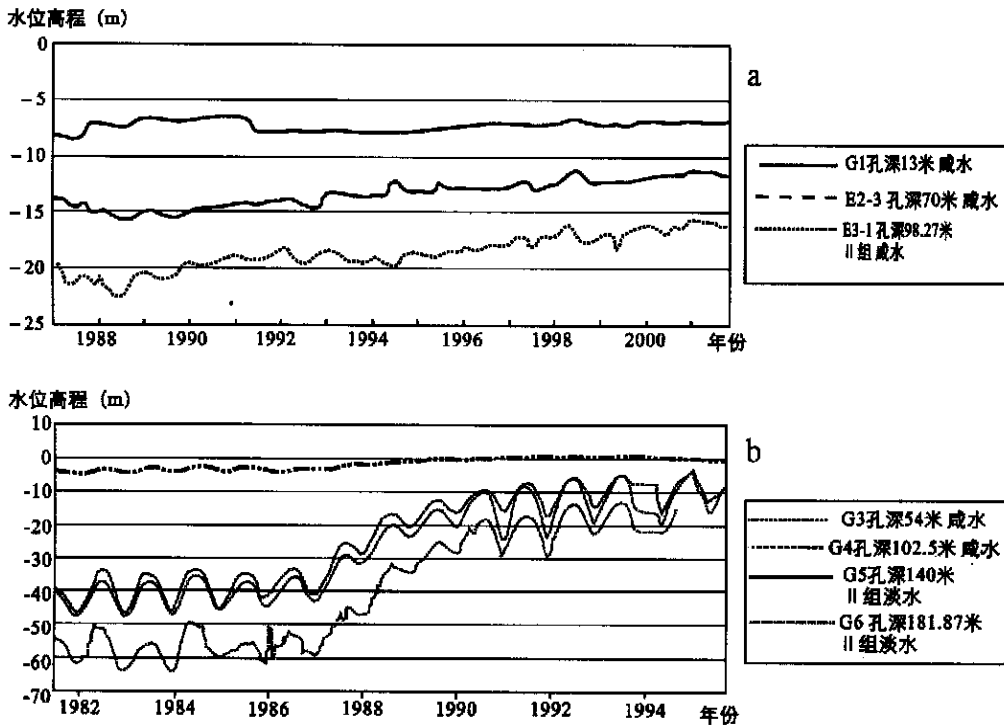 水位高程 (m)
0
-5
-10
-15
-20
-25
1988 1990 1992 1994 1996 1998 2000 年份
a
G1孔深13米 咸水
E2-3 孔深70米 咸水
E3-1 孔深98.27米
II 组 咸水
水位高程 (m)
10
0
-10
-20
-30
-40
-50
-60
-70
1982 1984 1986 1988 1990 1992 1994 年份
b
G3孔深54米 咸水
G4孔深102.5米 咸水
G5孔深140米
II 组淡水
G6 孔深181.87米
II 组淡水